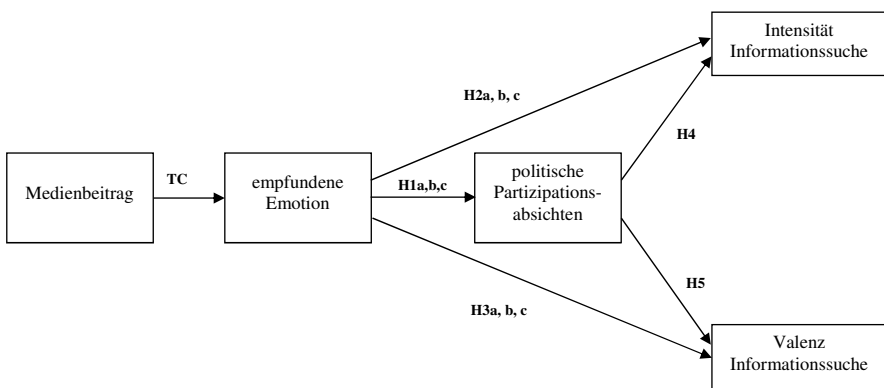 Intensität
Informationssuche
H2a, b, c
H4
Medienbeitrag
TC
empfundene
Emotion
H1a,b,c
politische
Partizipations-
absichten
H3a, b, c
H5
Valenz
Informationssuche